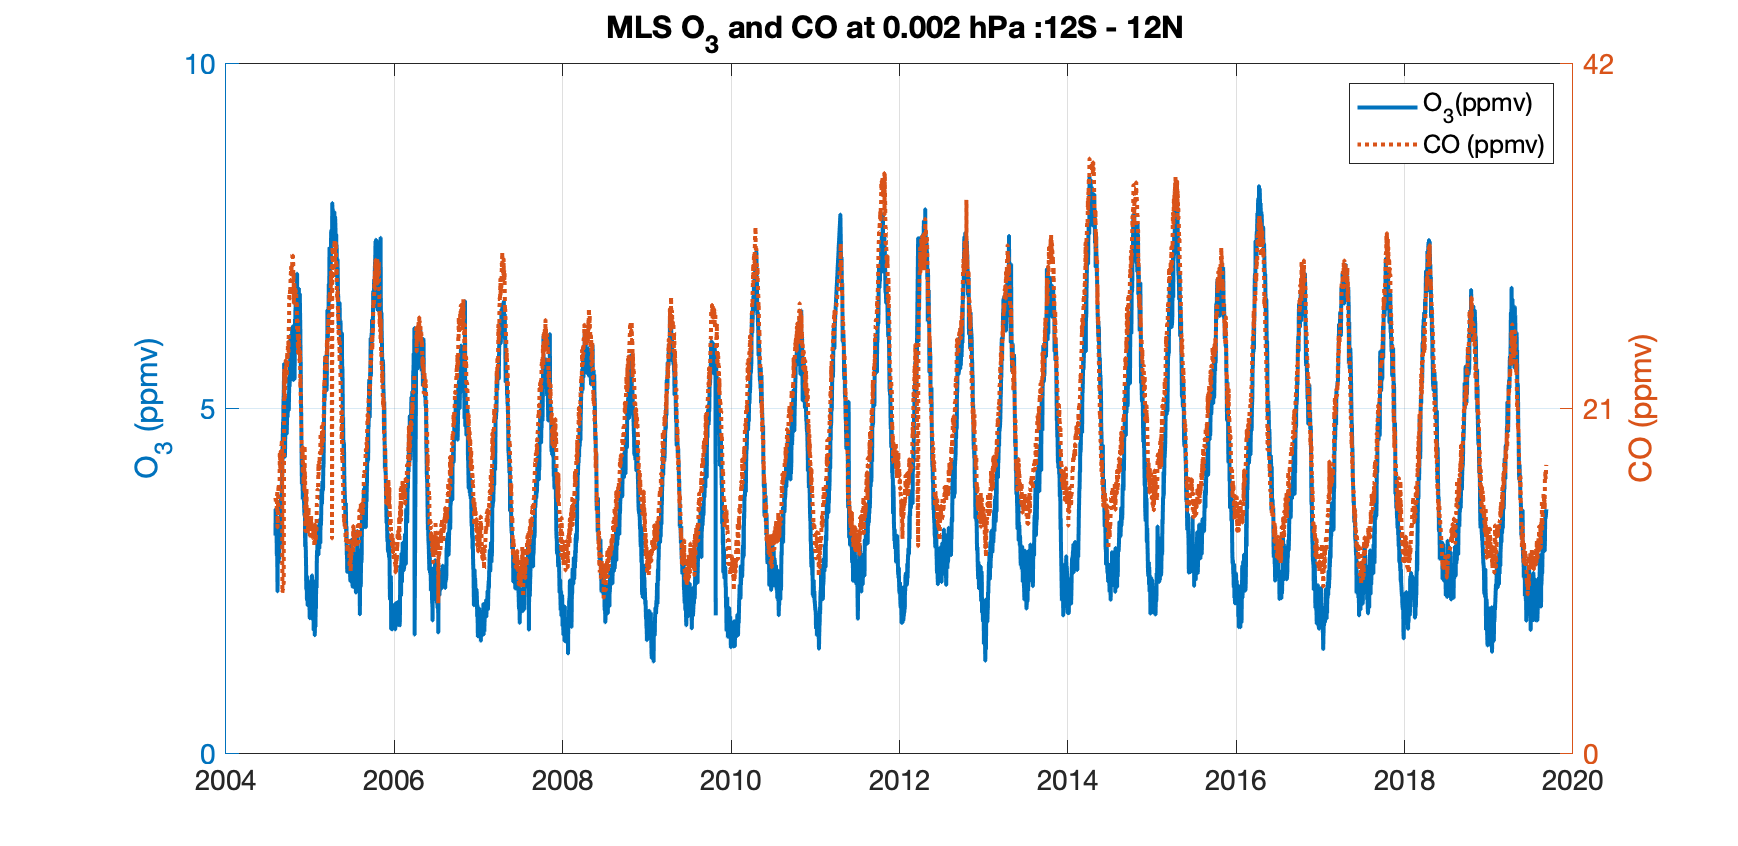 MLS O3 and CO at 0.002 hPa :12S - 12N
10
5
0
O3 (ppmv)
42
21
0
CO (ppmv)
O3(ppmv)
CO (ppmv)
2004 2006 2008 2010 2012 2014 2016 2018 2020